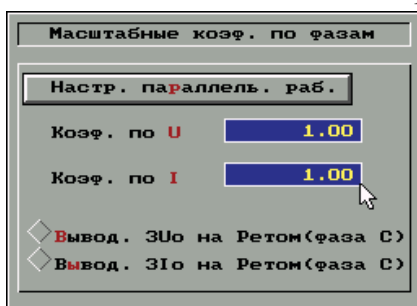 Масштабные коэф. по фазам
Настр. параллель. раб.
Коэф. по U 1.00
Коэф. по I 1.00
Вывод. 3Uo на Ретом(фаза С)
Вывод. 3Io на Ретом(фаза С)